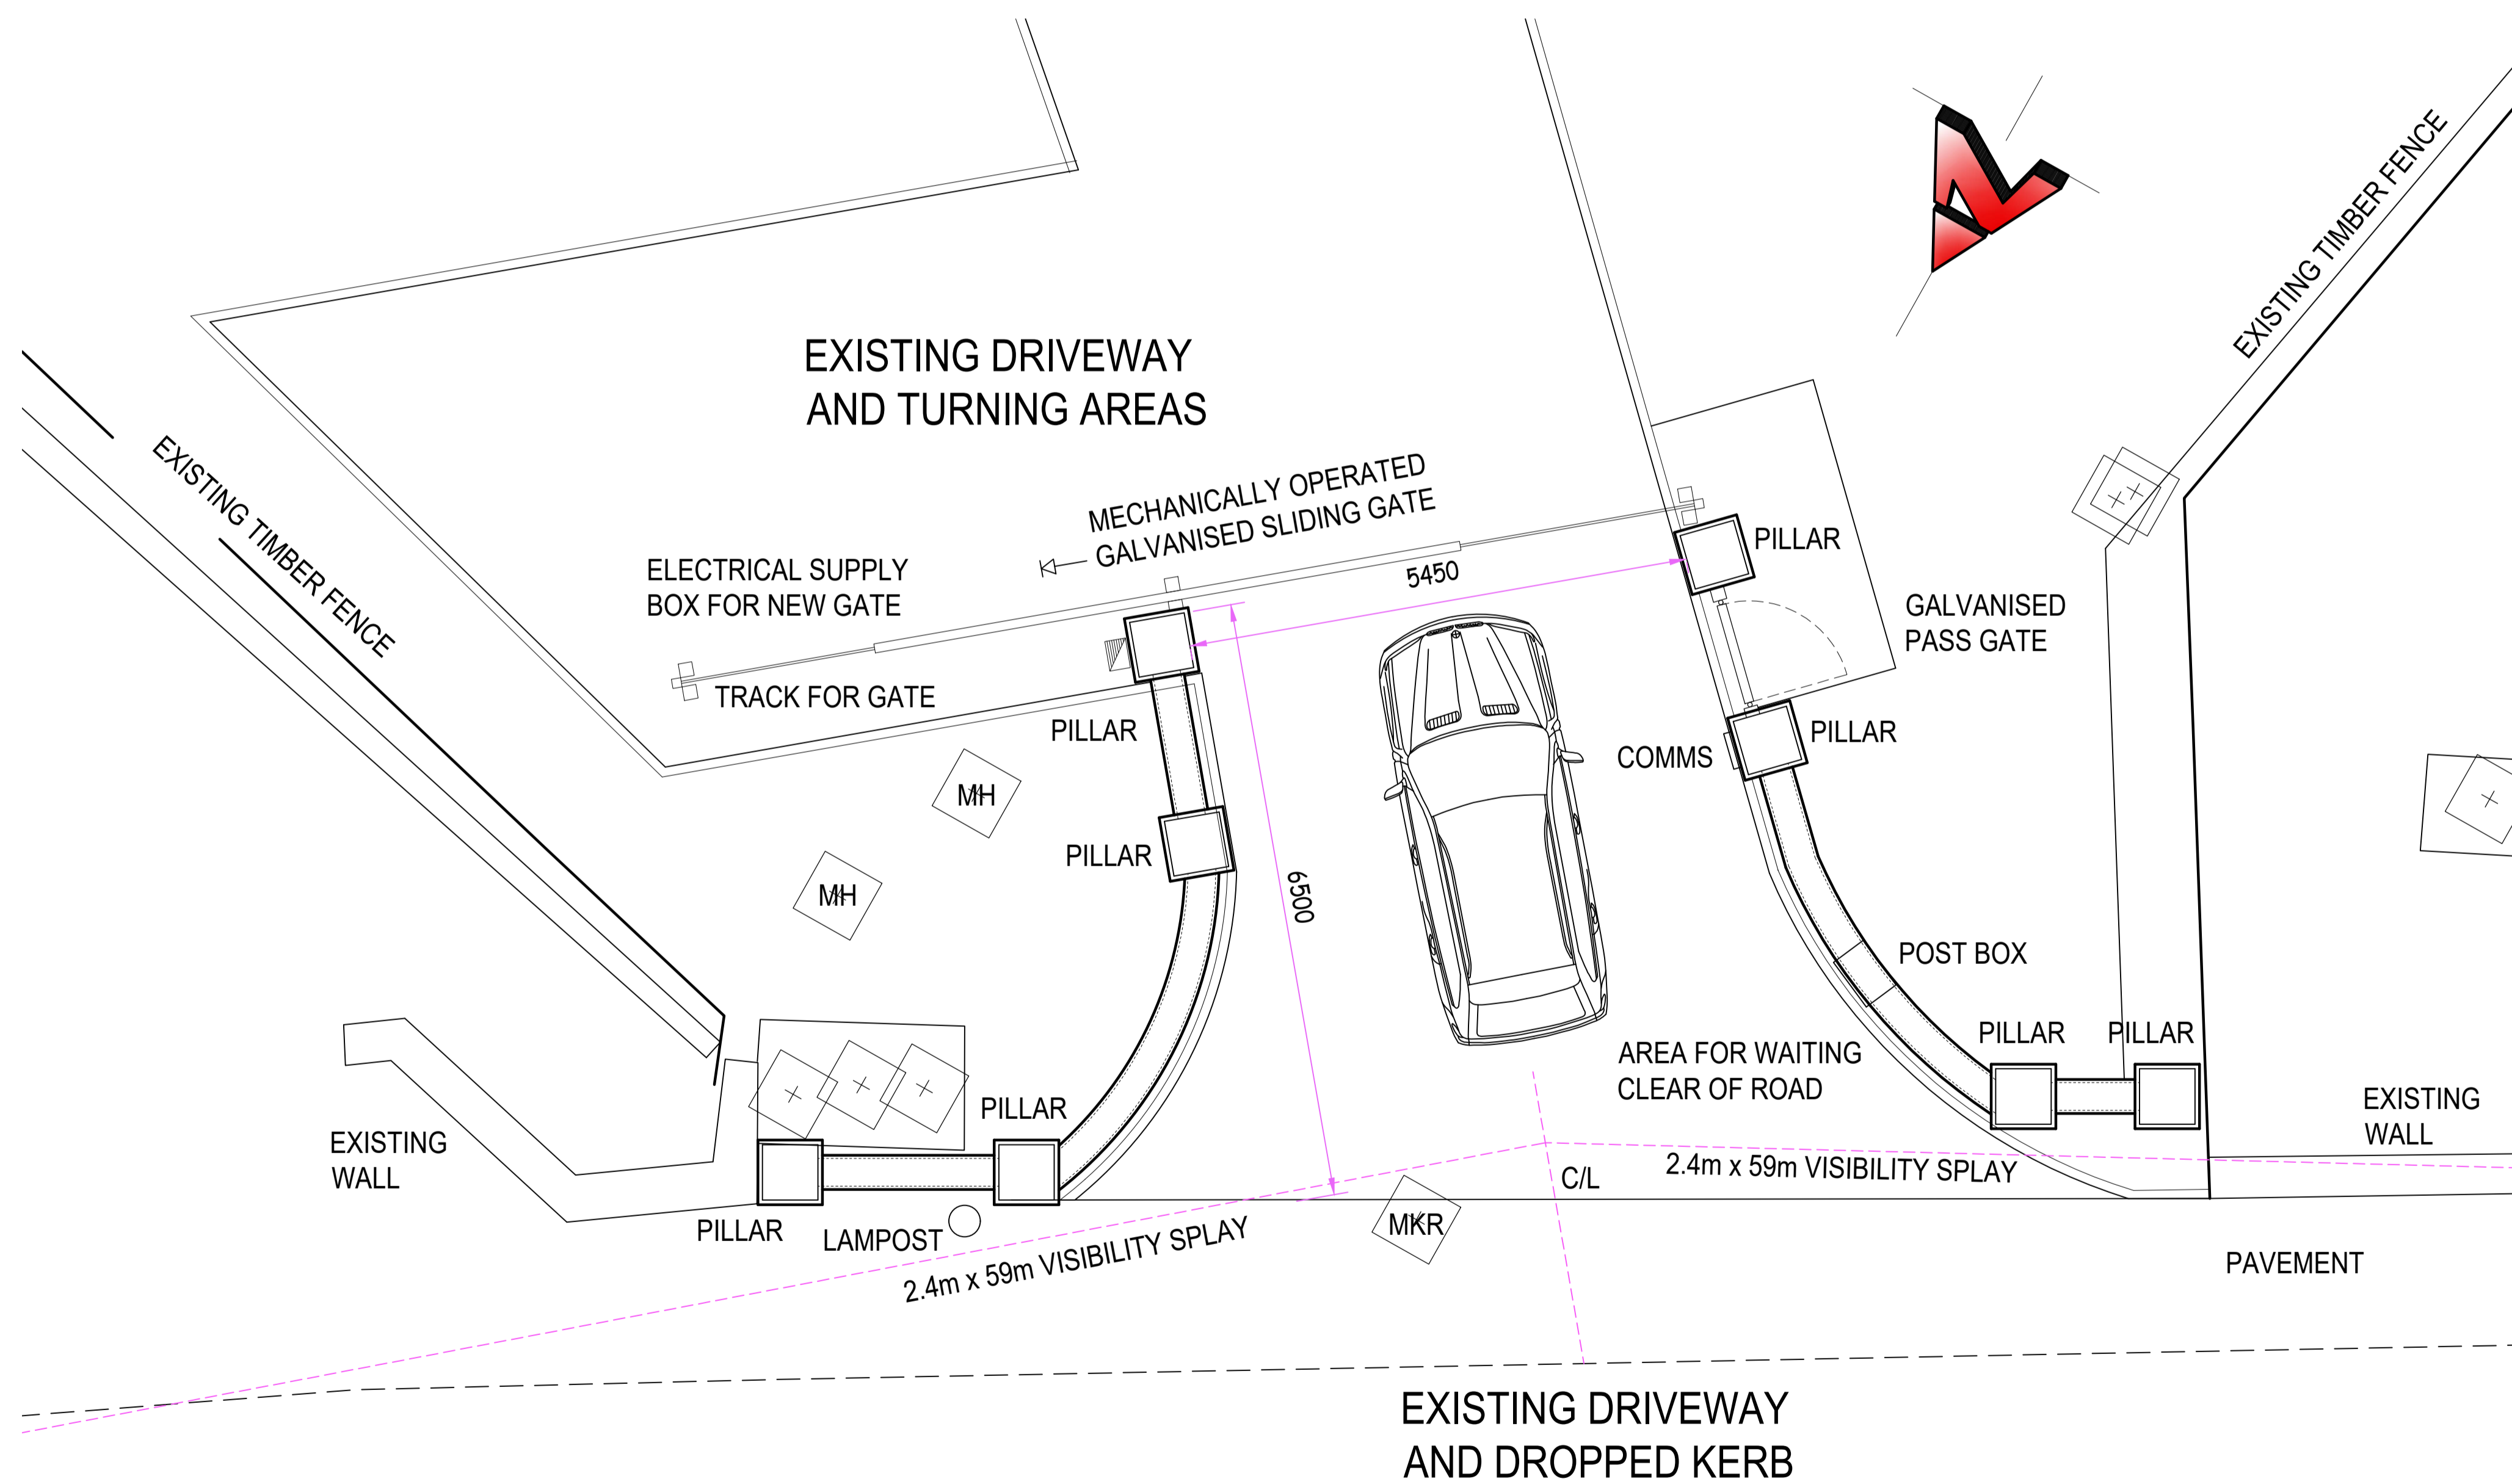 EXISTING TIMBER FENCE
EXISTING DRIVEWAY
AND TURNING AREAS
EXISTING TIMBER FENCE
MECHANICALLY OPERATED
GALVANISED SLIDING GATE
PILLAR
ELECTRICAL SUPPLY
BOX FOR NEW GATE
5450
GALVANISED
PASS GATE
TRACK FOR GATE
PILLAR
PILLAR
COMMS
MH
PILLAR
MH
6500
POST BOX
PILLAR
PILLAR
AREA FOR WAITING
CLEAR OF ROAD
PILLAR
EXISTING
WALL
EXISTING
WALL
2.4m x 59m VISIBILITY SPLAY
C/L
PILLAR
LAMPOST
MKR
2.4m x 59m VISIBILITY SPLAY
PAVEMENT
EXISTING DRIVEWAY
AND DROPPED KERB